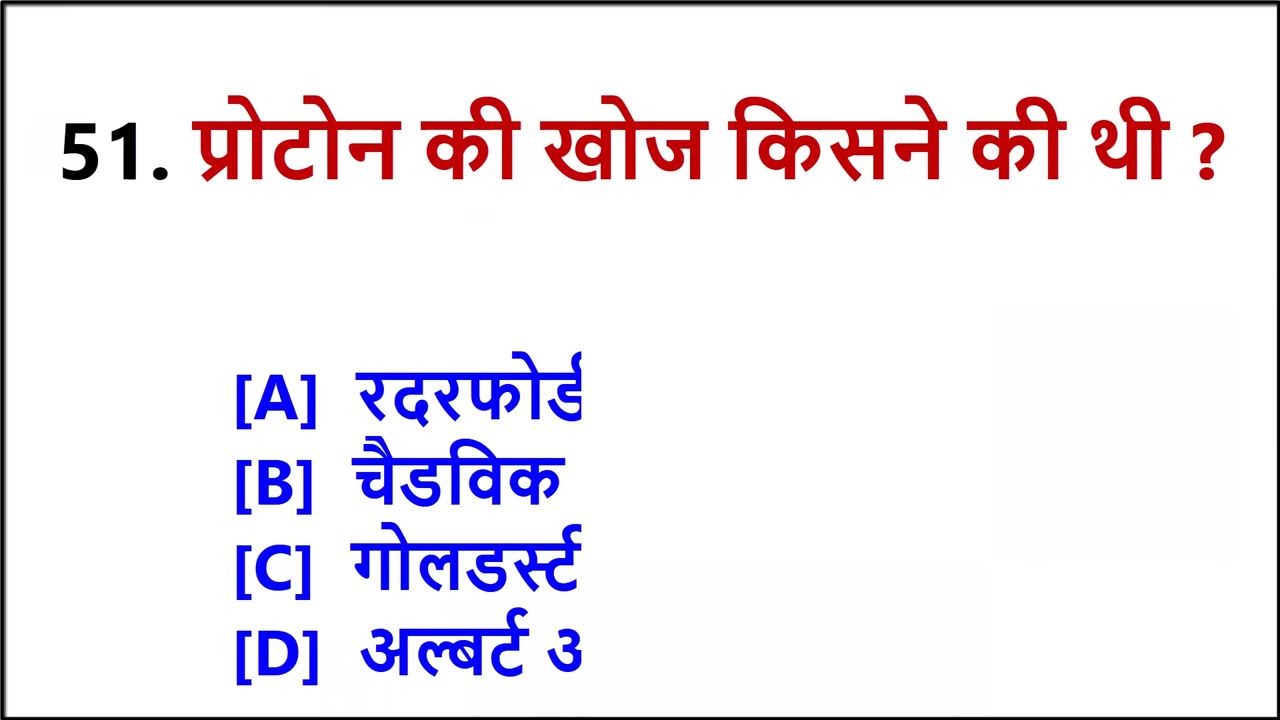 51. प्रोटोन की खोज किसने की थी ?
[A] रदरफोर्ड
[B] चैडविक
[C] गोलडर्स्ट
[D] अल्बर्ट